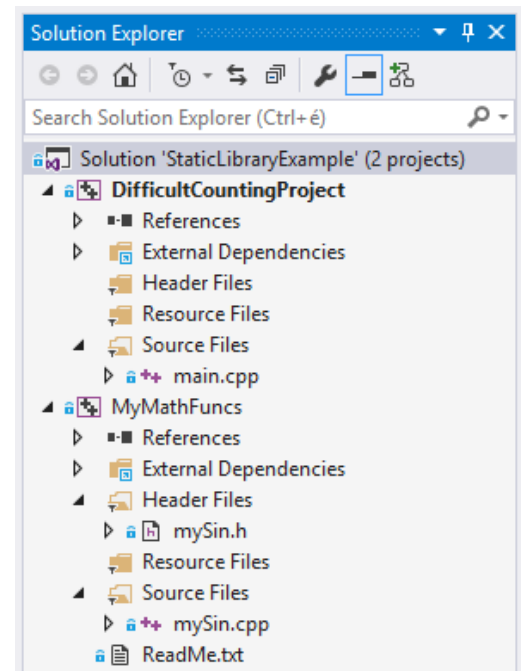 Solution Explorer
Search Solution Explorer (Ctrl+é)
Solution 'StaticLibraryExample' (2 projects)
DifficultCountingProject
References
External Dependencies
Header Files
Resource Files
Source Files
main.cpp
MyMathFuncs
References
External Dependencies
Header Files
mySin.h
Resource Files
Source Files
mySin.cpp
ReadMe.txt